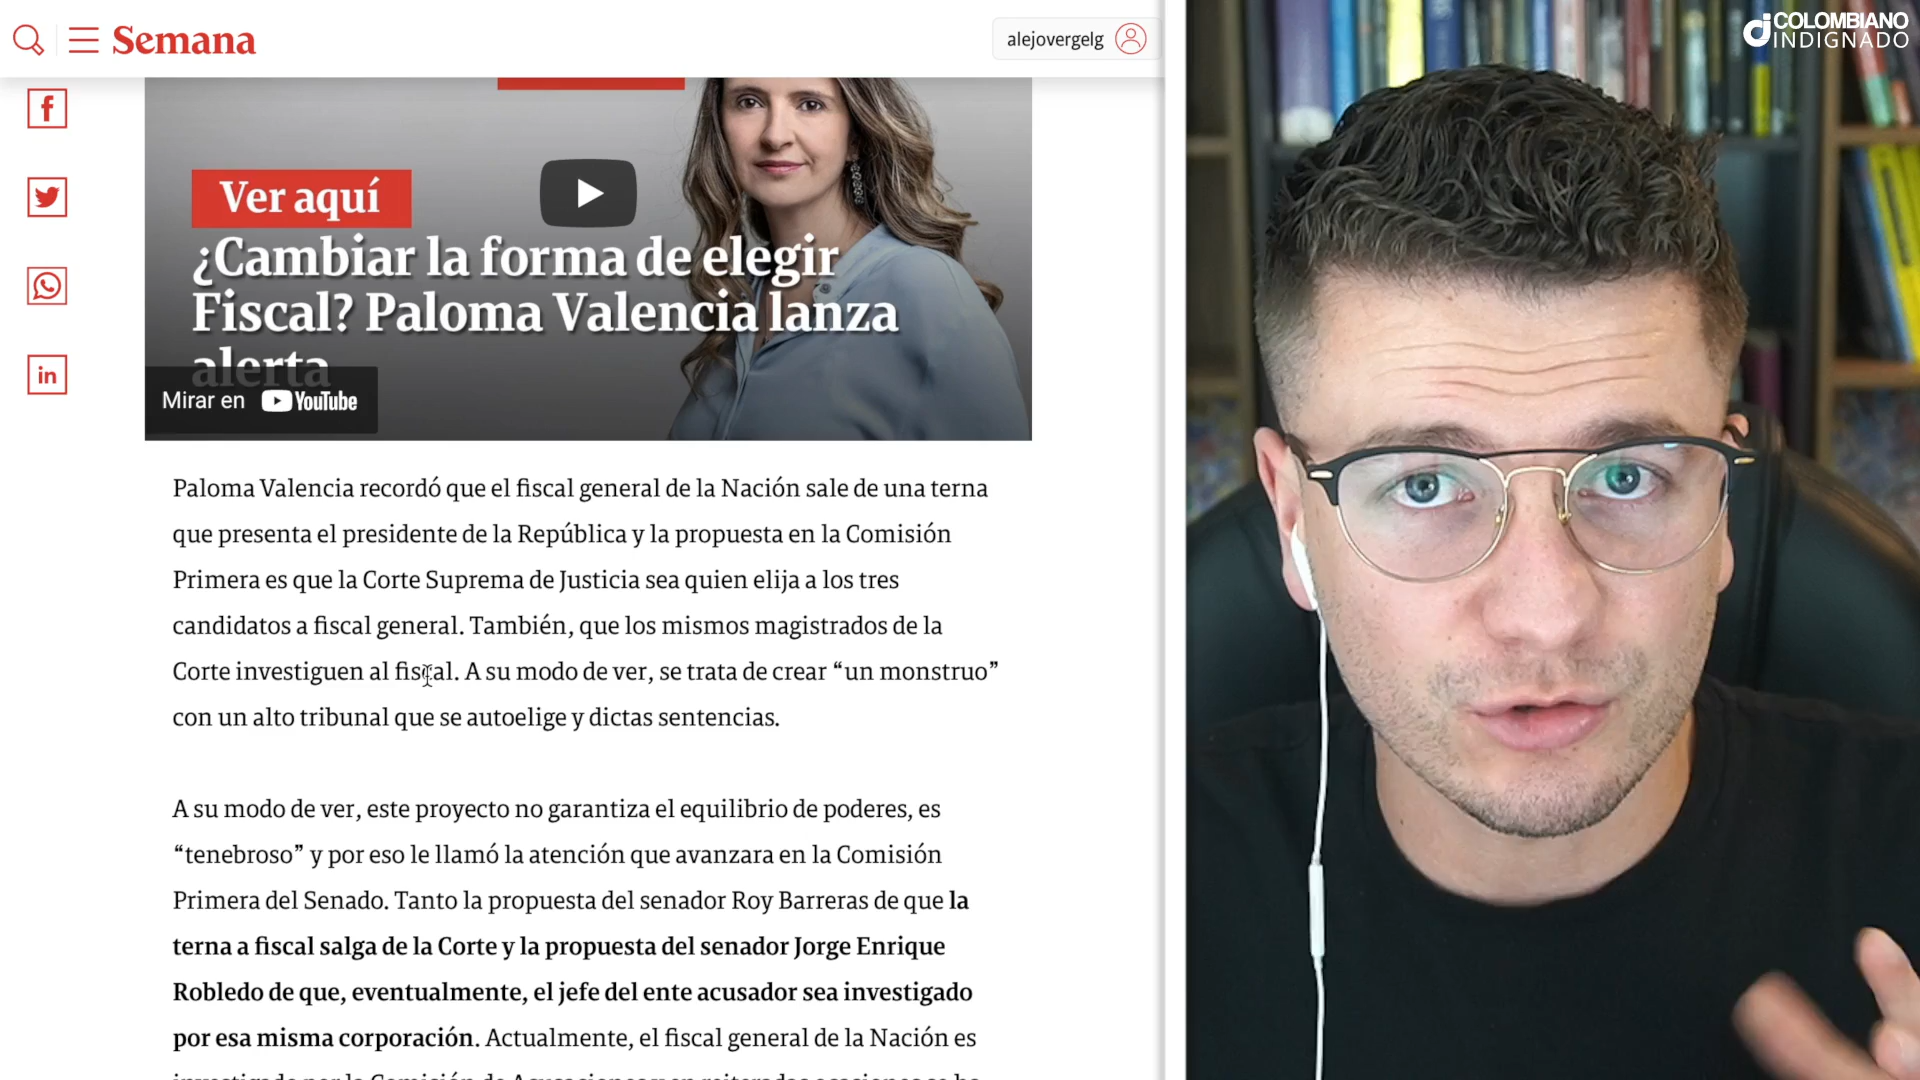 Semana
alejovergelg
COLOMBIANO
INDIGNADO
Ver aquí
¿Cambiar la forma de elegir
Fiscal? Paloma Valencia lanza
alerta
Mirar en YouTube
Paloma Valencia recordó que el fiscal general de la Nación sale de una terna
que presenta el presidente de la República y la propuesta en la Comisión
Primera es que la Corte Suprema de Justicia sea quien elija a los tres
candidatos a fiscal general. También, que los mismos magistrados de la
Corte investiguen al fiscal. A su modo de ver, se trata de crear “un monstruo”
con un alto tribunal que se autoelige y dictas sentencias.
A su modo de ver, este proyecto no garantiza el equilibrio de poderes, es
“tenebroso” y por eso le llamó la atención que avanzara en la Comisión
Primera del Senado. Tanto la propuesta del senador Roy Barreras de que la
terna a fiscal salga de la Corte y la propuesta del senador Jorge Enrique
Robledo de que, eventualmente, el jefe del ente acusador sea investigado
por esa misma corporación. Actualmente, el fiscal general de la Nación es